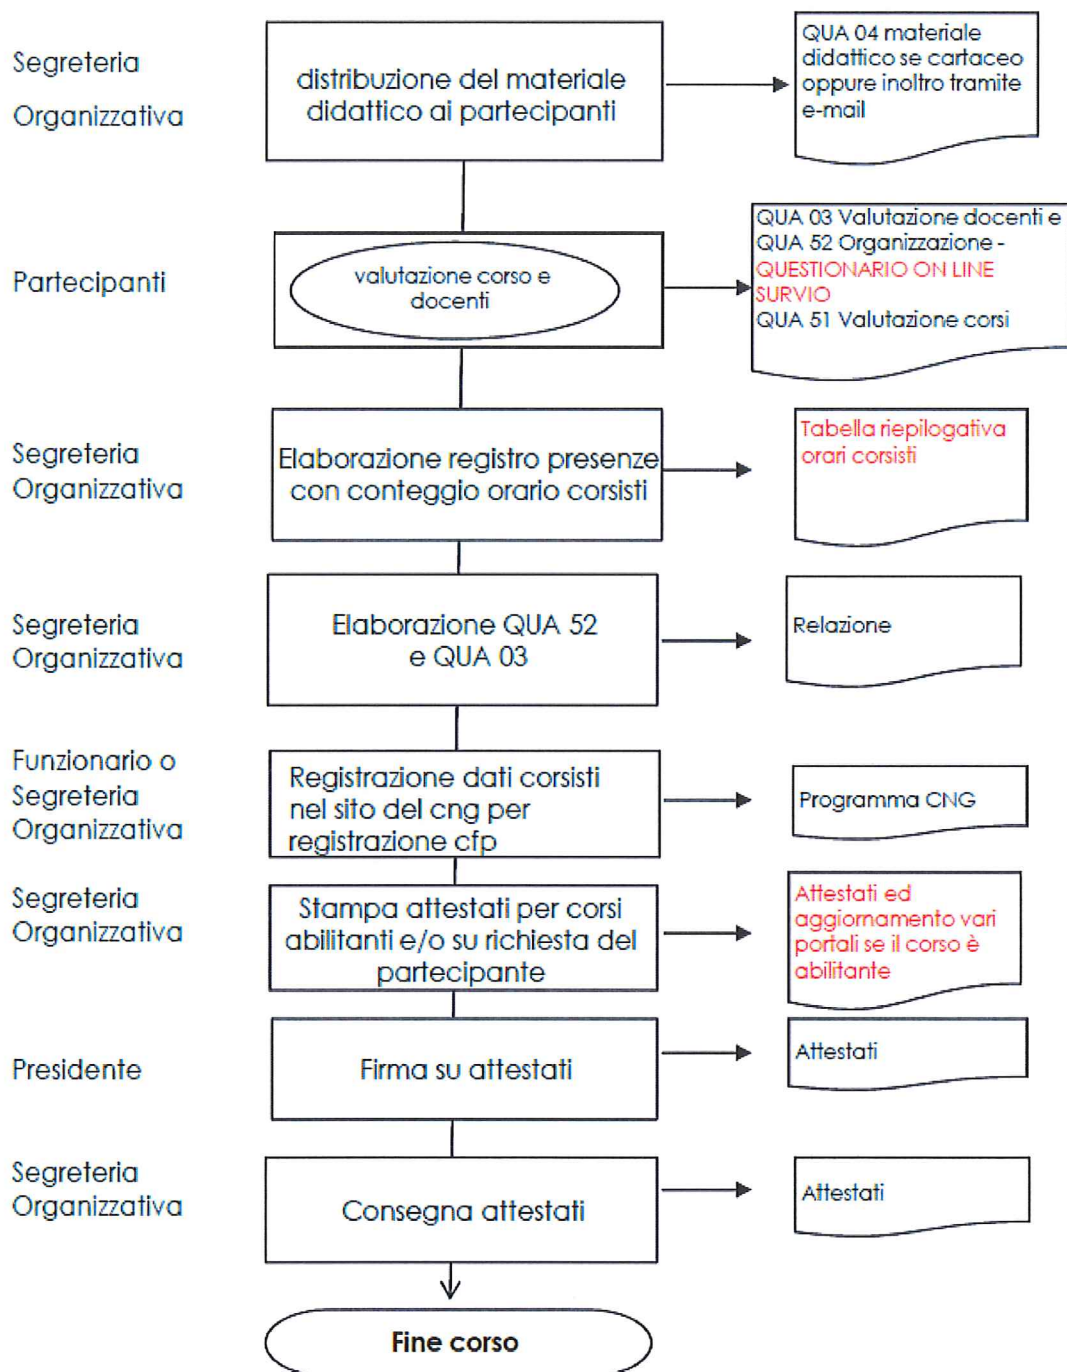 Segreteria
Organizzativa
distribuzione del materiale
didattico ai partecipanti
QUA 04 materiale
didattico se cartaceo
oppure inoltro tramite
e-mail
Partecipanti
valutazione corso e
docenti
QUA 03 Valutazione docenti e
QUA 52 Organizzazione -
QUESTIONARIO ON LINE
SURVIO
QUA 51 Valutazione corsi
Segreteria
Organizzativa
Elaborazione registro presenze
con conteggio orario corsisti
Tabella riepilogativa
orari corsisti
Segreteria
Organizzativa
Elaborazione QUA 52
e QUA 03
Relazione
Funzionario o
Segreteria
Organizzativa
Registrazione dati corsisti
nel sito del cng per
registrazione cfp
Programma CNG
Segreteria
Organizzativa
Stampa attestati per corsi
abilitanti e/o su richiesta del
partecipante
Attestati ed
aggiornamento vari
portali se il corso è
abilitante
Presidente
Firma su attestati
Attestati
Segreteria
Organizzativa
Consegna attestati
Attestati
Fine corso